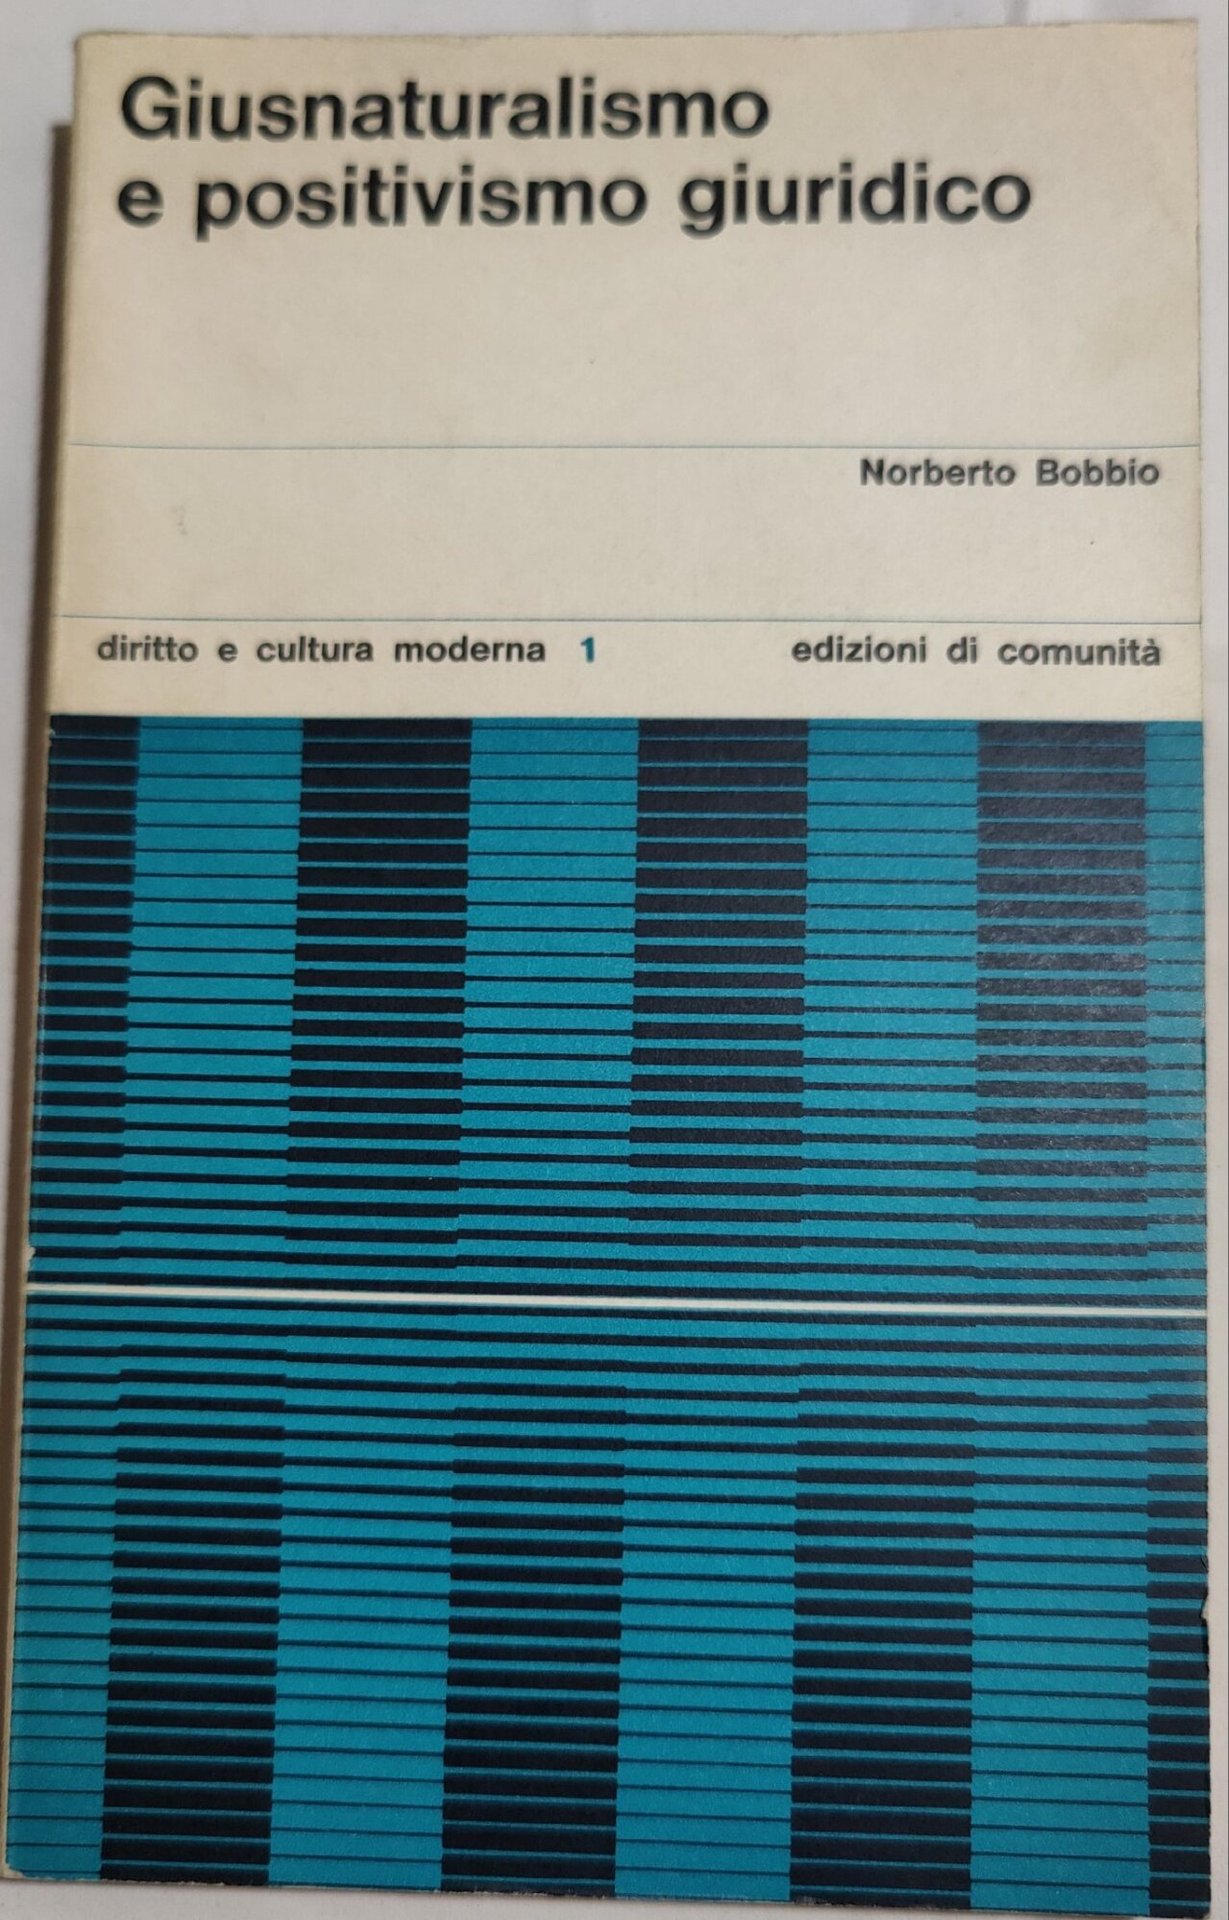 Giusnaturalismo
e positivismo giuridico
Norberto Bobbio
diritto e cultura moderna 1 edizioni di comunità